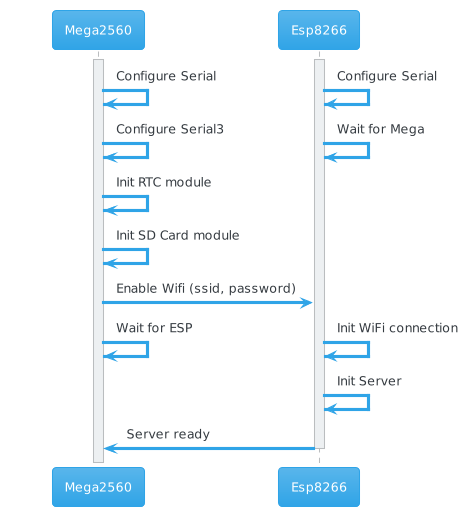 Mega2560
Esp8266
Configure Serial
Configure Serial
Configure Serial3
Wait for Mega
Init RTC module
Init SD Card module
Enable Wifi (ssid, password)
Wait for ESP
Init WiFi connection
Init Server
Server ready
Mega2560
Esp8266